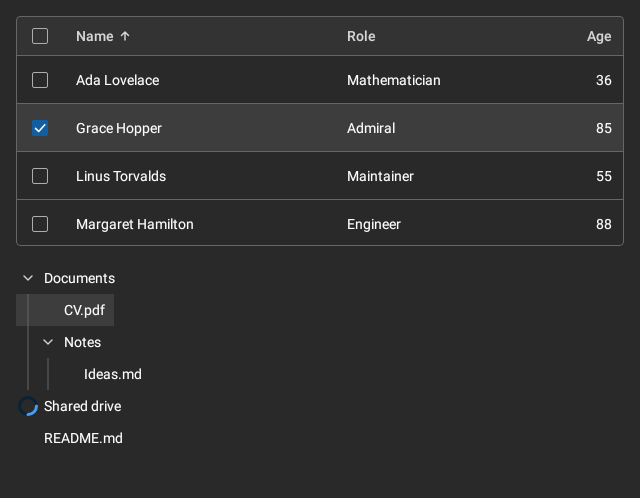 Name Role Age
Ada Lovelace Mathematician 36
Grace Hopper Admiral 85
Linus Torvalds Maintainer 55
Margaret Hamilton Engineer 88
Documents
CV.pdf
Notes
Ideas.md
Shared drive
README.md